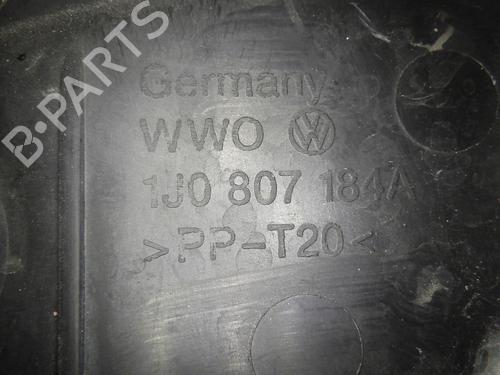 B-PARTS
Germany
WWO
1J0 807 184A
>PP-T20<